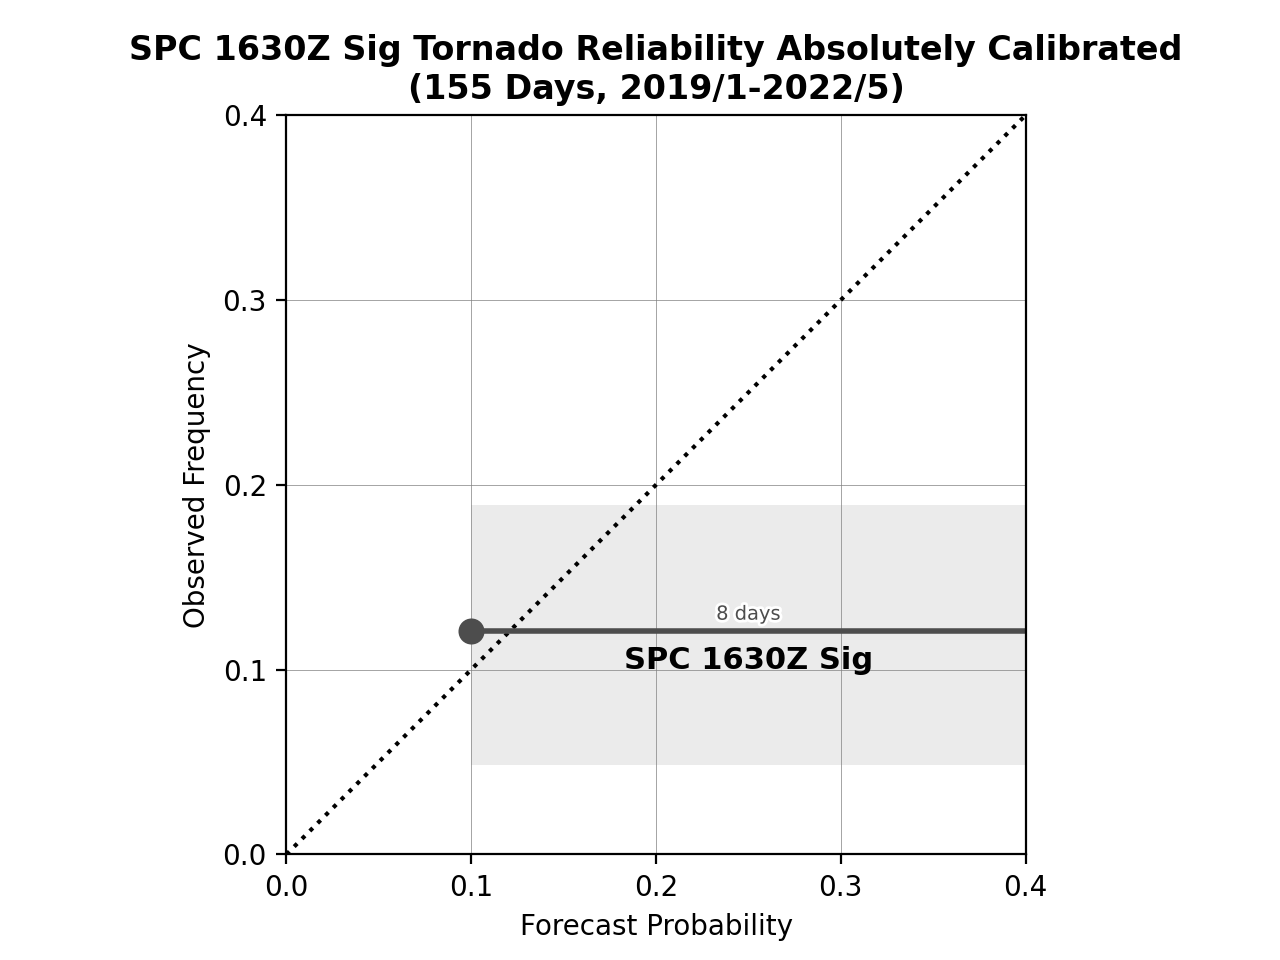 SPC 1630Z Sig Tornado Reliability Absolutely Calibrated
(155 Days, 2019/1-2022/5)
0.4
0.3
0.2
0.1
0.0
Observed Frequency
8 days
SPC 1630Z Sig
0.0 0.1 0.2 0.3 0.4
Forecast Probability